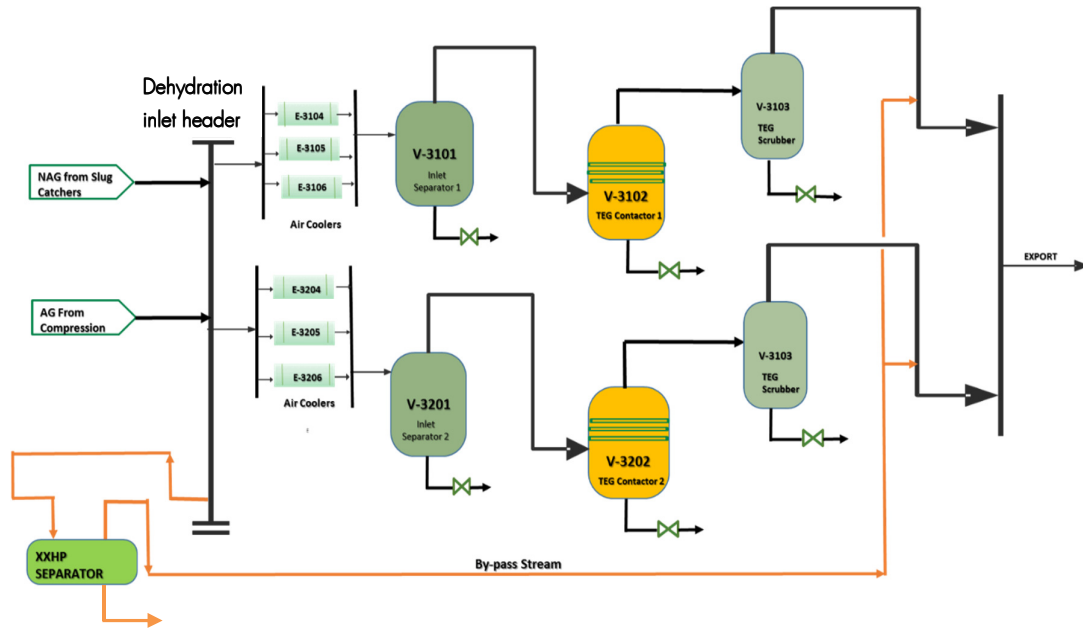 Dehydration
inlet header
NAG from Slug
Catchers
AG From
Compression
E-3104
E-3105
E-3106
Air Coolers
V-3101
Inlet
Separator 1
V-3102
TEG Contactor 1
V-3103
TEG
Scrubber
EXPORT
E-3204
E-3205
E-3206
Air Coolers
V-3201
Inlet
Separator 2
V-3202
TEG Contactor 2
V-3103
TEG
Scrubber
XXHP
SEPARATOR
By-pass Stream